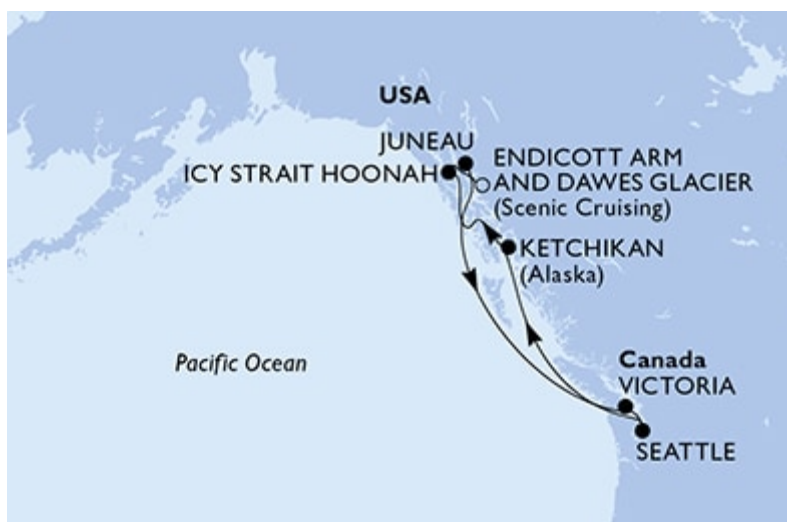 USA
JUNEAU
ICY STRAIT HOONAH
ENDICOTT ARM
AND DAWES GLACIER
(Scenic Cruising)
KETCHIKAN
(Alaska)
Pacific Ocean
Canada
VICTORIA
SEATTLE